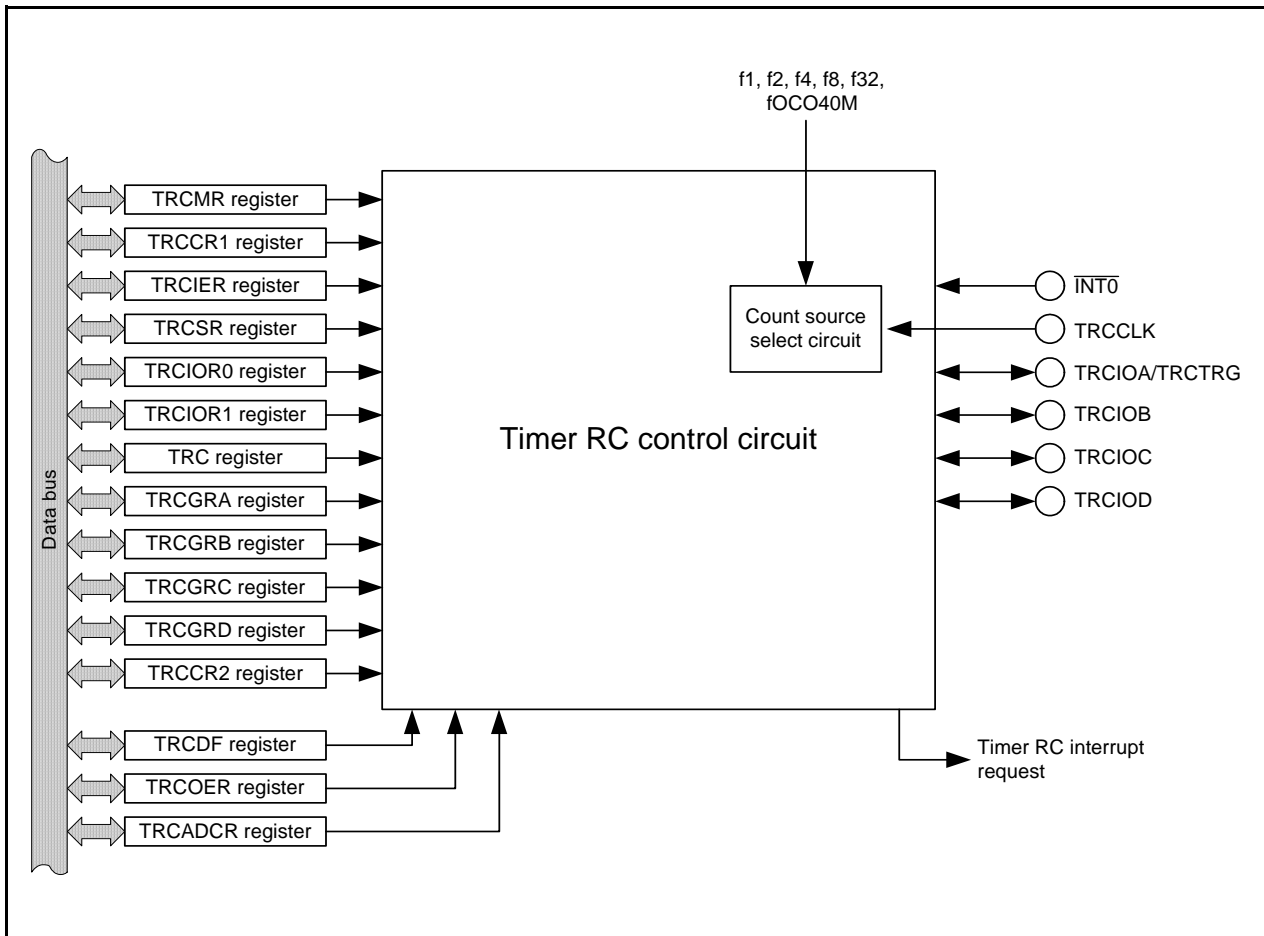 f1, f2, f4, f8, f32,
fOCO40M
Data bus
TRCMR register
TRCCR1 register
TRCIER register
TRCSR register
TRCIOR0 register
TRCIOR1 register
TRC register
TRCGRA register
TRCGRB register
TRCGRC register
TRCGRD register
TRCCR2 register
TRCDF register
TRCOER register
TRCADCR register
Timer RC control circuit
Count source
select circuit
INT0
TRCCLK
TRCIOA/TRCTRG
TRCIOB
TRCIOC
TRCIOD
Timer RC interrupt
request